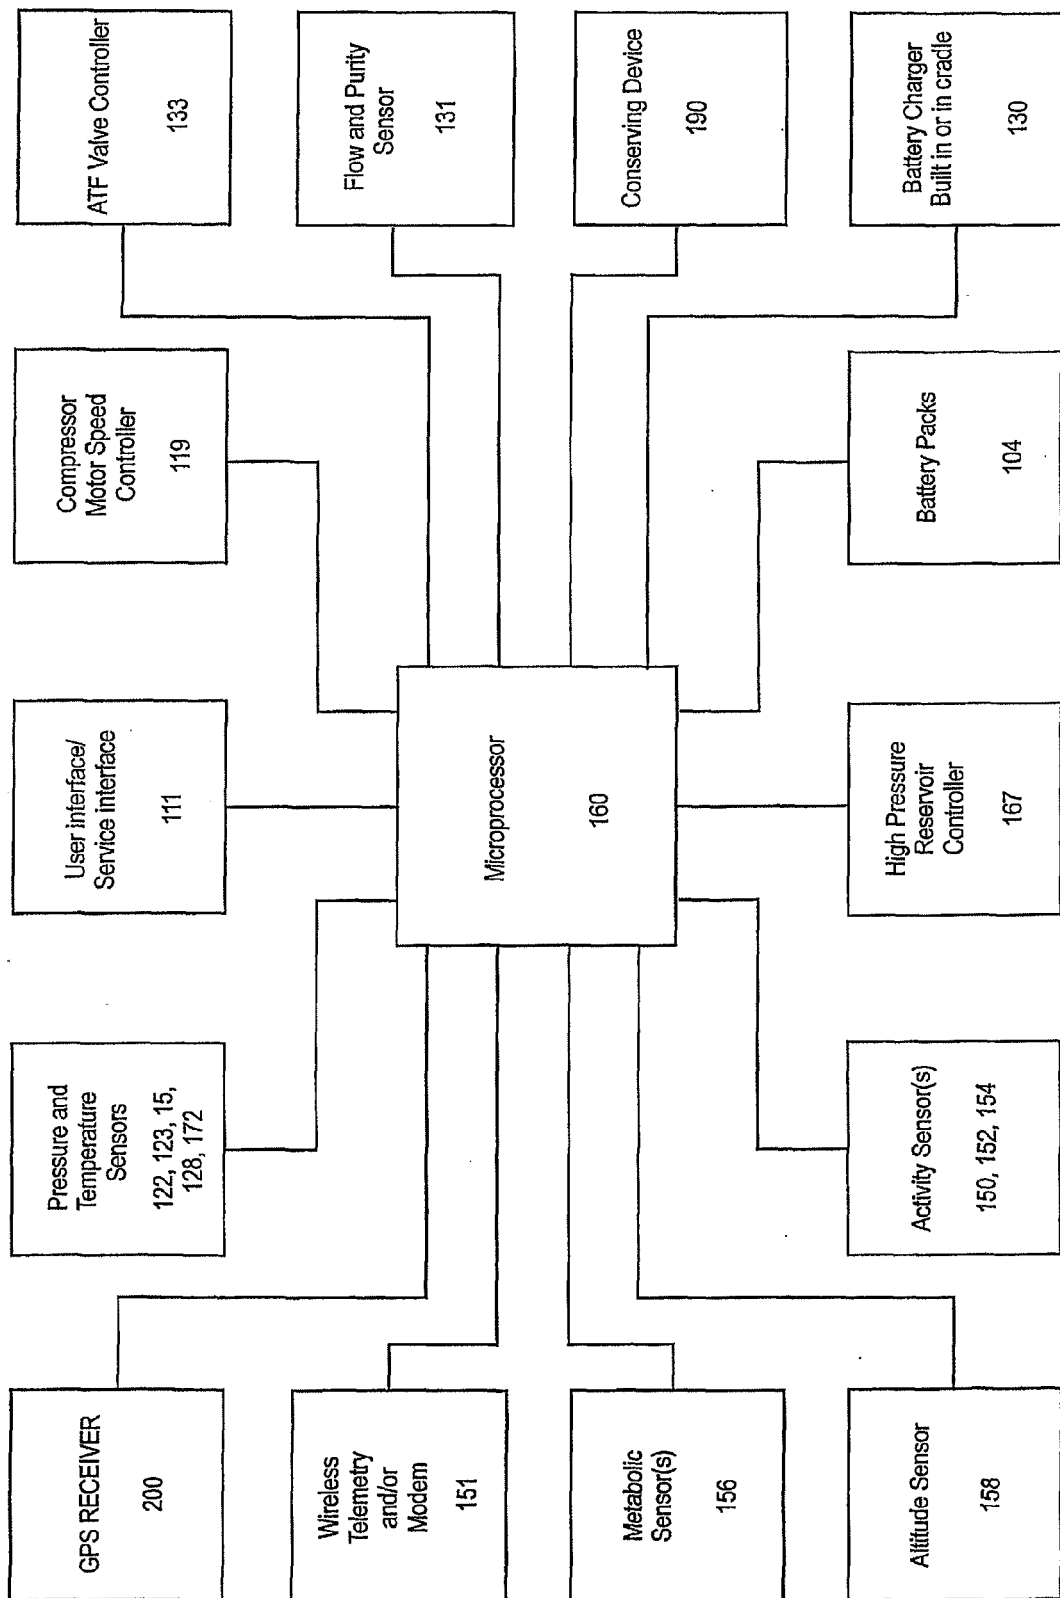 GPS RECEIVER
200
Pressure and
Temperature
Sensors
122, 123, 15,
128, 172
User interface/
Service interface
111
Compressor
Motor Speed
Controller
119
ATF Valve Controller
133
Wireless
Telemetry
and/or
Modem
151
Flow and Purity
Sensor
131
Microprocessor
160
Metabolic
Sensor(s)
156
Conserving Device
190
Altitude Sensor
158
Activity Sensor(s)
150, 152, 154
High Pressure
Reservoir
Controller
167
Battery Packs
104
Battery Charger
Built in or in cradle
130